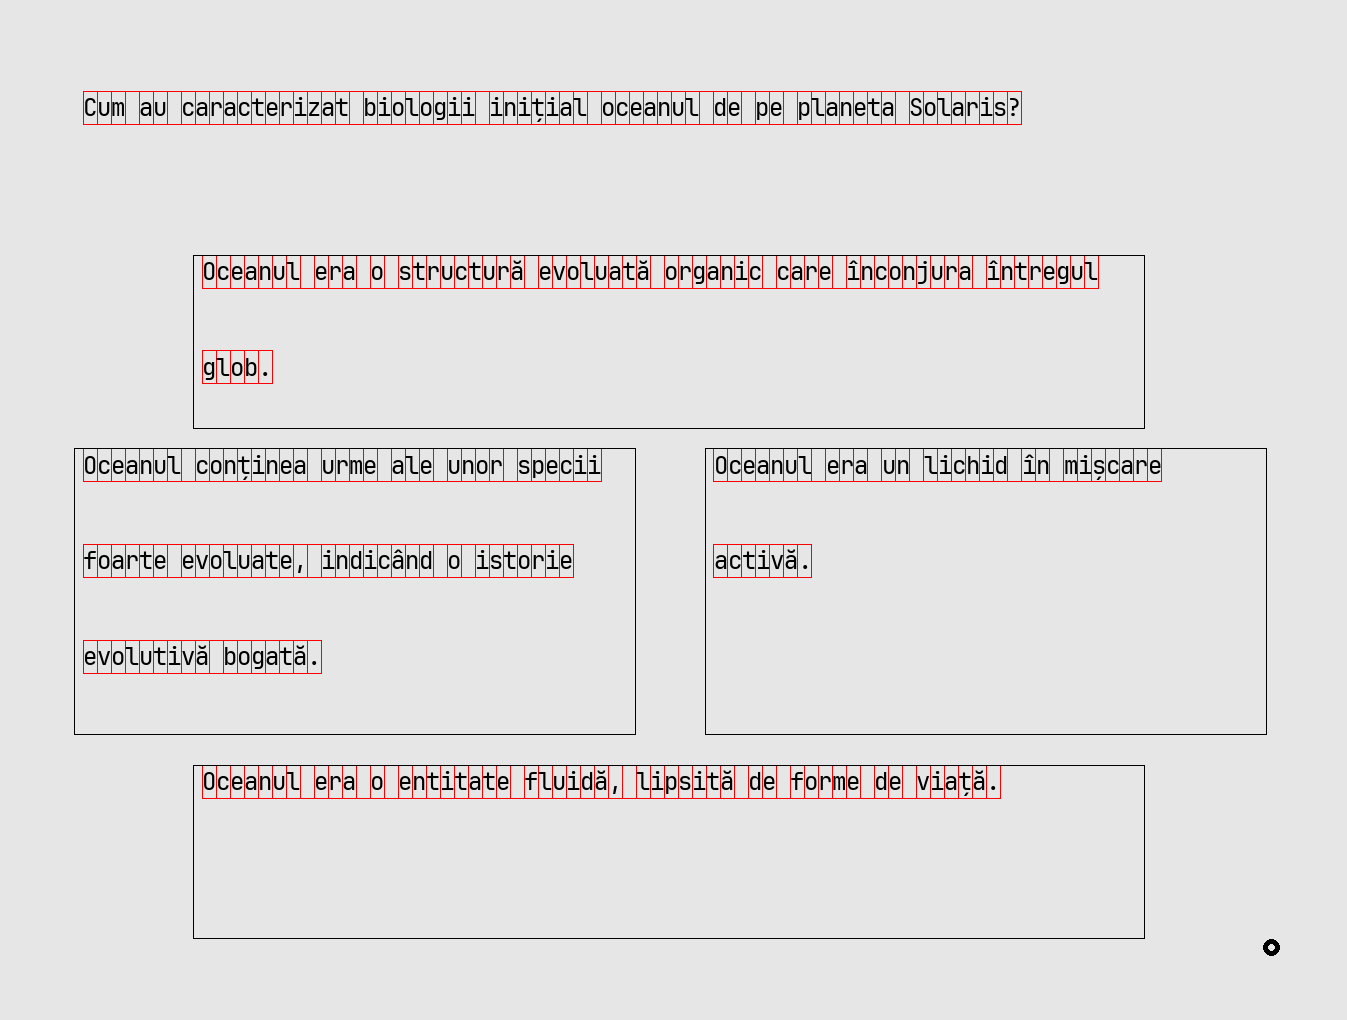 Cum au caracterizat biologii inițial oceanul de pe planeta Solaris?
Oceanul era o structură evoluată organic care înconjura întregul
glob.
Oceanul conținea urme ale unor specii
foarte evoluate, indicând o istorie
evolutivă bogată.
Oceanul era un lichid în mișcare
activă.
Oceanul era o entitate fluidă, lipsită de forme de viață.